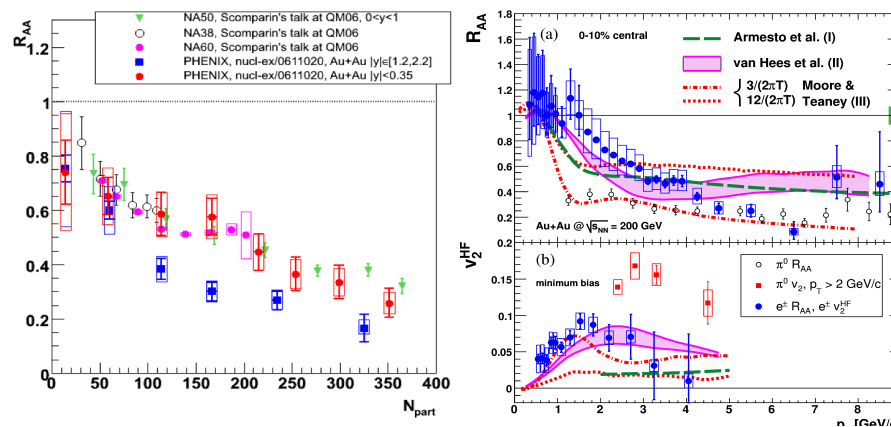 R_AA
NA50, Scomparin's talk at QM06, 0<y<1
NA38, Scomparin's talk at QM06
NA60, Scomparin's talk at QM06
PHENIX, nucl-ex/0611020, Au+Au |y|∈[1.2,2.2]
PHENIX, nucl-ex/0611020, Au+Au |y|<0.35
1.2
1
0.8
0.6
0.4
0.2
0
0 50 100 150 200 250 300 350 400
N_part
R_AA
(a)
0-10% central
Armesto et al. (I)
van Hees et al. (II)
3/(2πT) Moore &
12/(2πT) Teaney (III)
1.8
1.6
1.4
1.2
1
0.8
0.6
0.4
0.2
Au+Au @ √s_NN = 200 GeV
v_2^HF
(b)
minimum bias
0.15
0.1
0.05
0
π⁰ R_AA
π⁰ v_2, p_T > 2 GeV/c
e± R_AA, e± v_2^HF
0 1 2 3 4 5 6 7 8
[GeV/